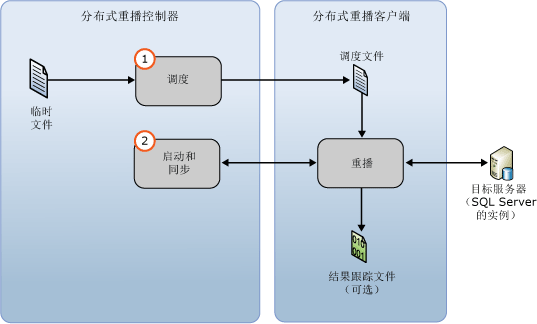 分布式重播控制器
分布式重播客户端
1
调度
调度文件
临时
文件
2
启动和
同步
重播
目标服务器
（SQL Server
的实例）
010
001
结果跟踪文件
（可选）